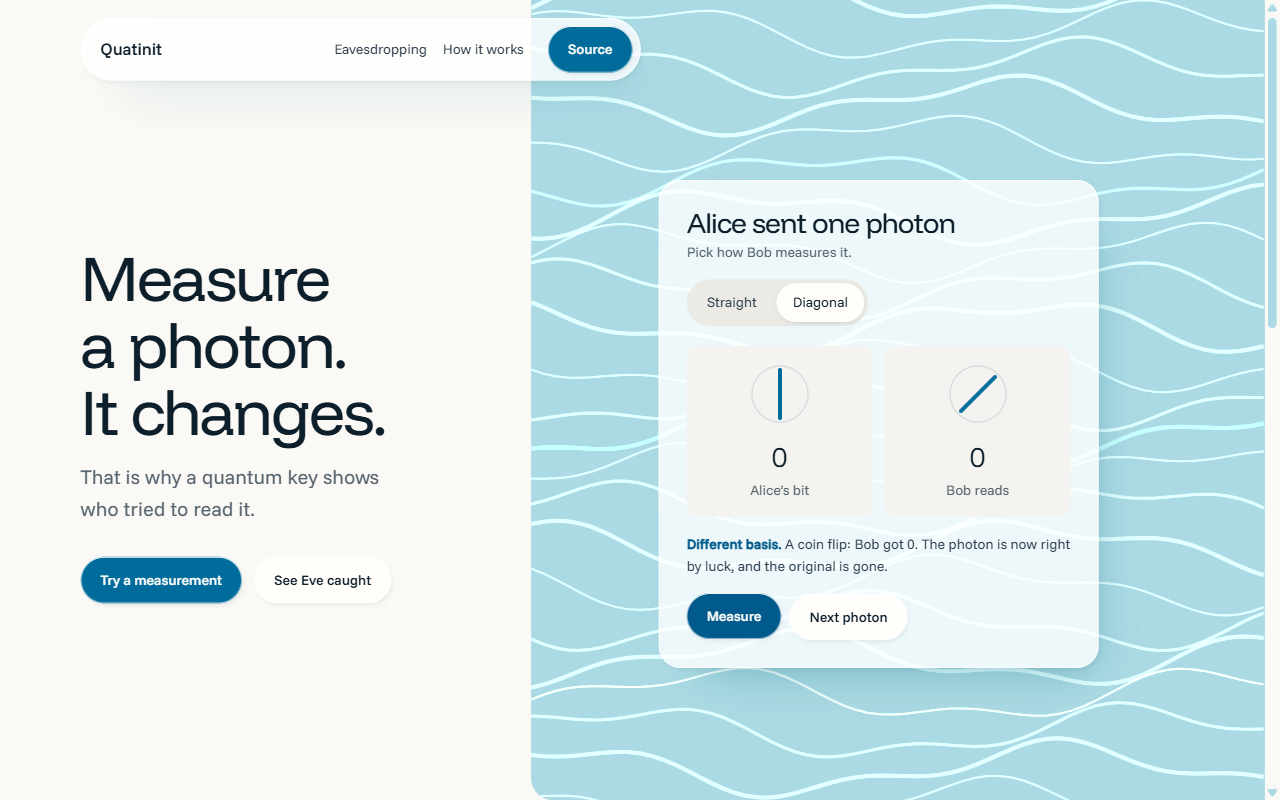 Quatinit
Eavesdropping
How it works
Source
Measure
a photon.
It changes.
That is why a quantum key shows
who tried to read it.
Try a measurement
See Eve caught
Alice sent one photon
Pick how Bob measures it.
Straight
Diagonal
0
Alice’s bit
0
Bob reads
Different basis. A coin flip: Bob got 0. The photon is now right
by luck, and the original is gone.
Measure
Next photon